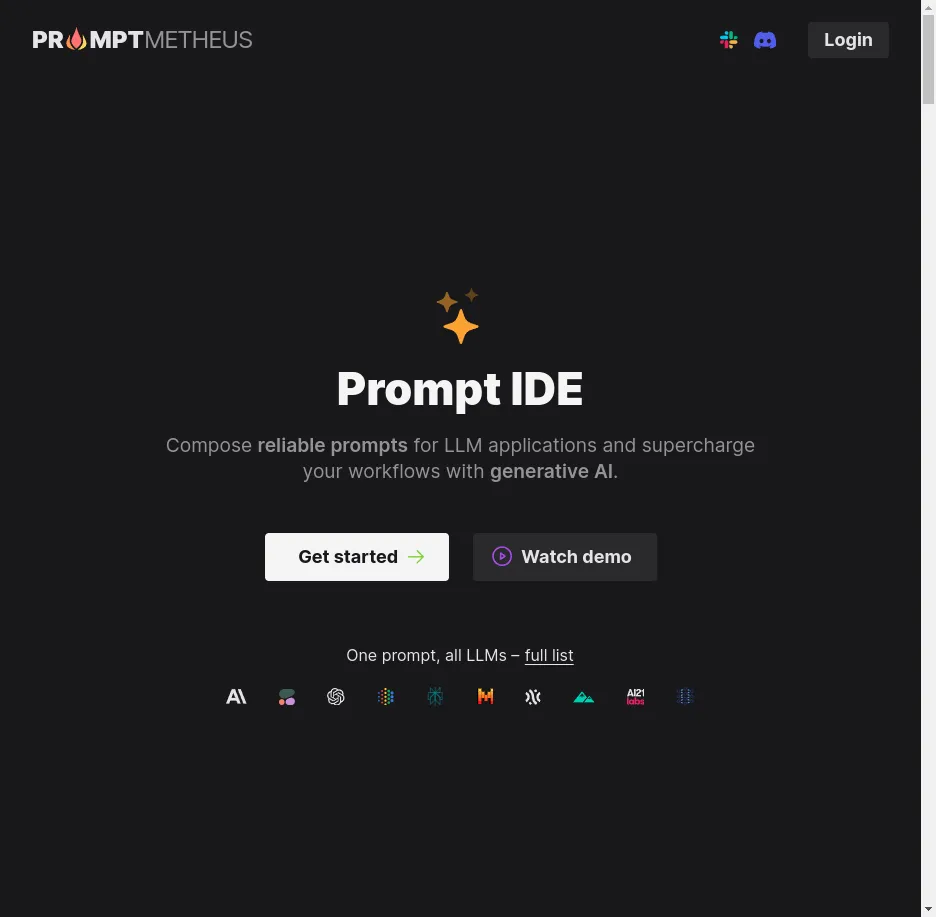 PROMPTMETHEUS
Login
Prompt IDE
Compose reliable prompts for LLM applications and supercharge
your workflows with generative AI.
Get started
Watch demo
One prompt, all LLMs – full list
AI21
labs